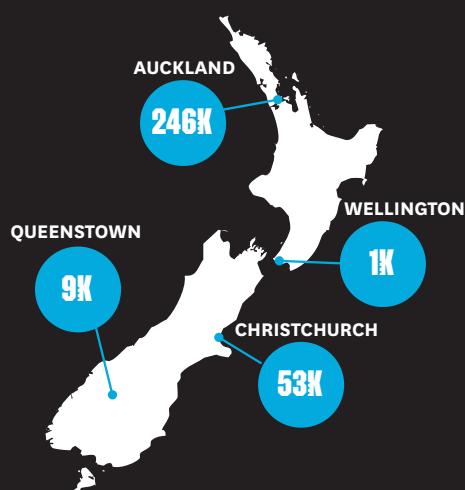 AUCKLAND
246K
WELLINGTON
1K
QUEENSTOWN
9K
CHRISTCHURCH
53K